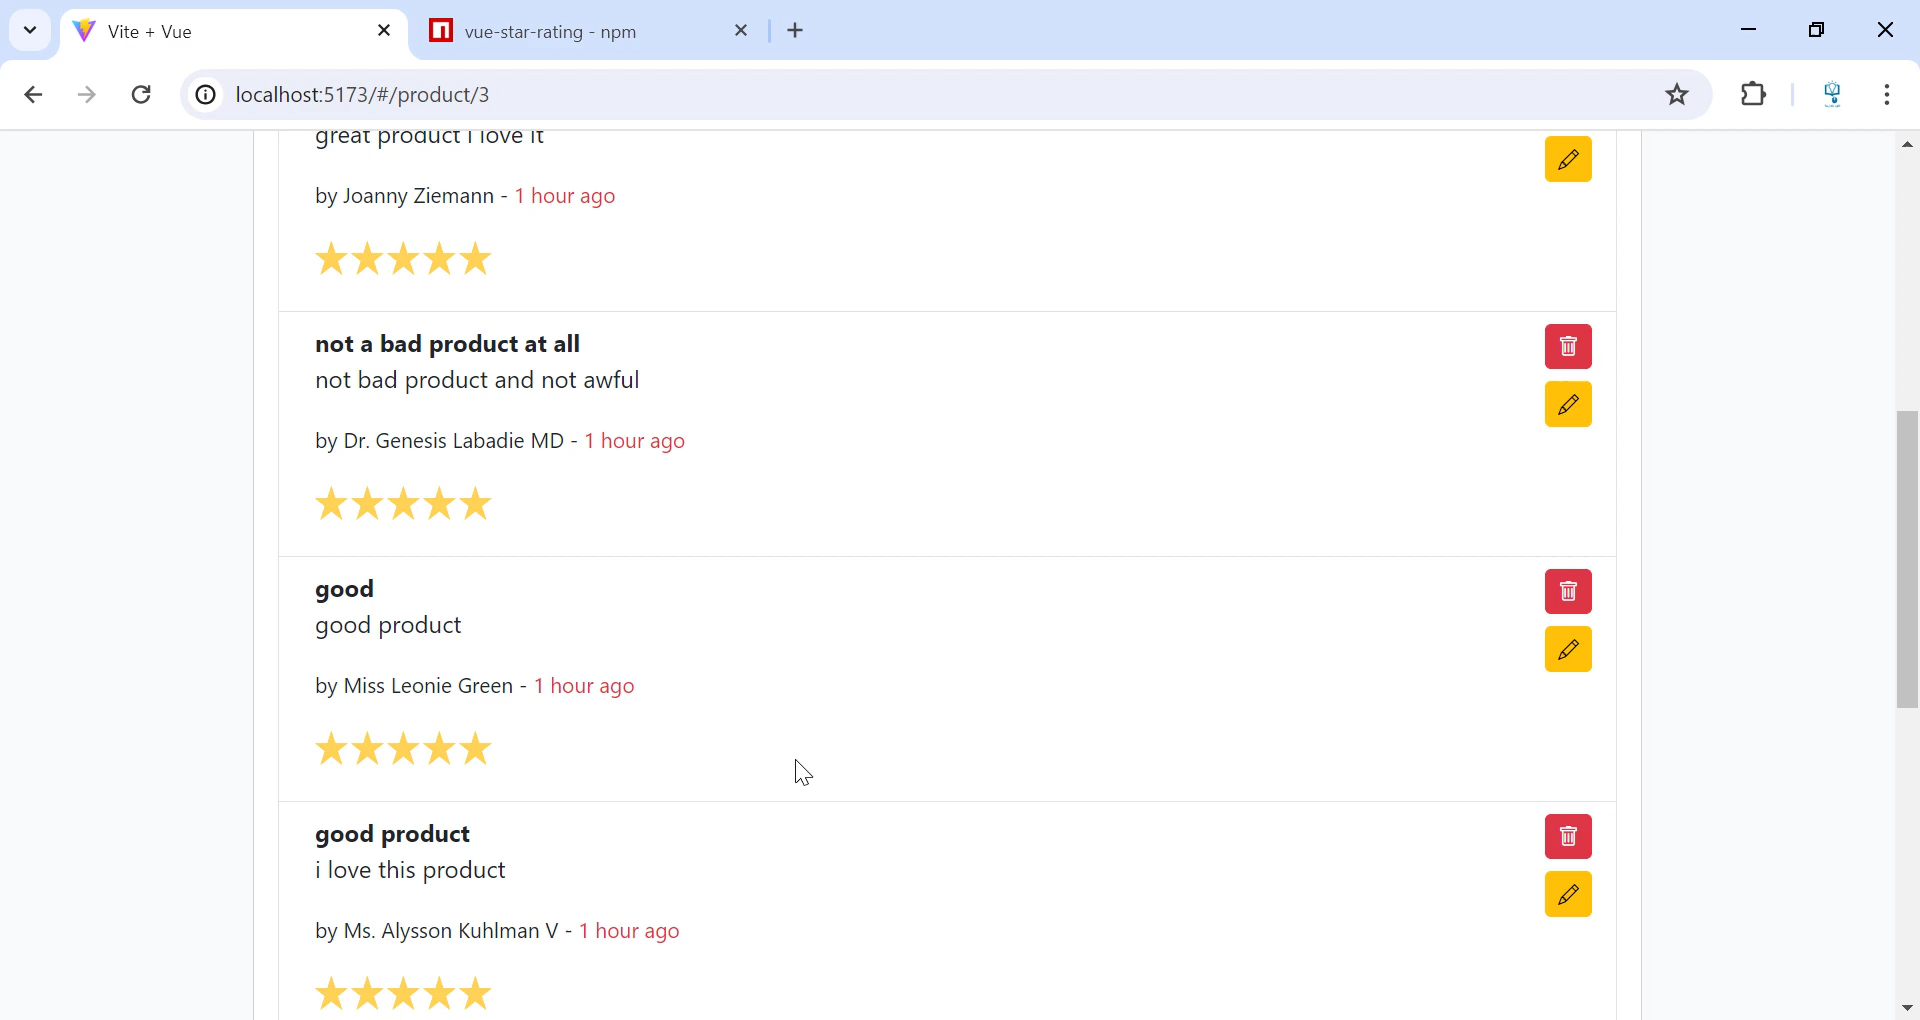 Vite + Vue
vue-star-rating - npm
localhost:5173/#/product/3
great product i love it
by Joanny Ziemann - 1 hour ago
not a bad product at all
not bad product and not awful
by Dr. Genesis Labadie MD - 1 hour ago
good
good product
by Miss Leonie Green - 1 hour ago
good product
i love this product
by Ms. Alysson Kuhlman V - 1 hour ago